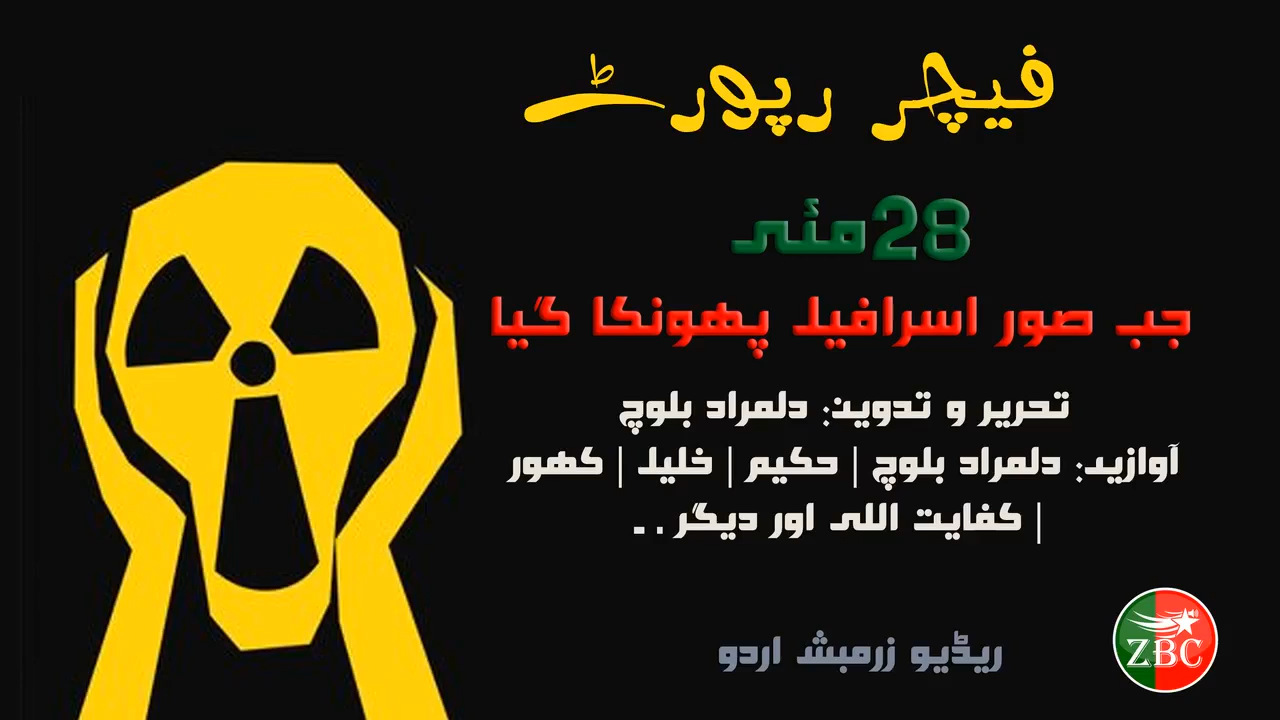 فیچر رپورٹ
28مئی
جب صور اسرافیل پھونکا گیا
تحریر و تدوین: دلمراد بلوچ
آوازیں: دلمراد بلوچ | حکیم | خلیل | کھور
| کفایت اللہ اور دیگر . . ـ
ریڈیو زرمبش اردو
ZBC